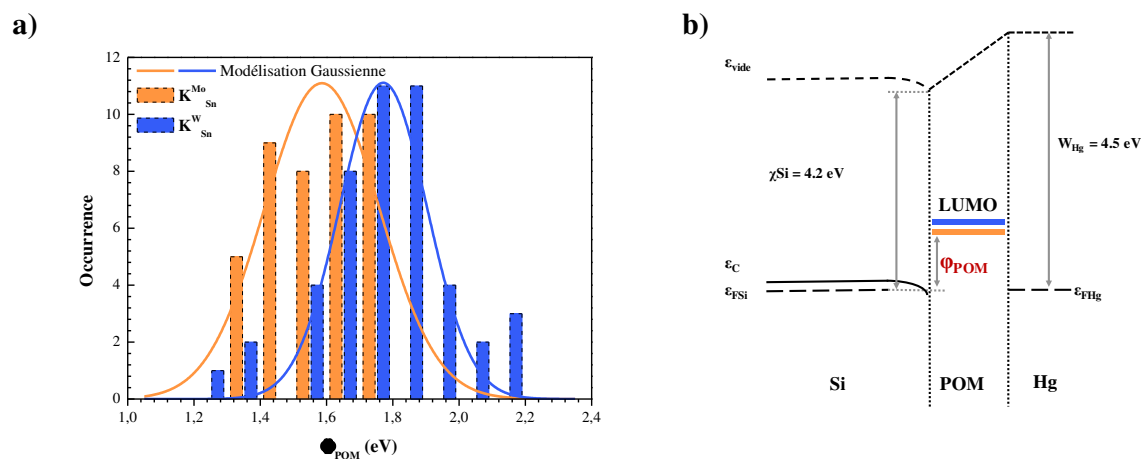 a)
12
10
8
6
4
2
0
Occurrence
Modélisation Gaussienne
K^Mo_Sn
K^W_Sn
1,0 1,2 1,4 1,6 1,8 2,0 2,2 2,4
⯃_POM (eV)
b)
ε_vide
χSi = 4.2 eV
W_Hg = 4.5 eV
LUMO
φ_POM
ε_C
ε_FSi
ε_FHg
Si POM Hg